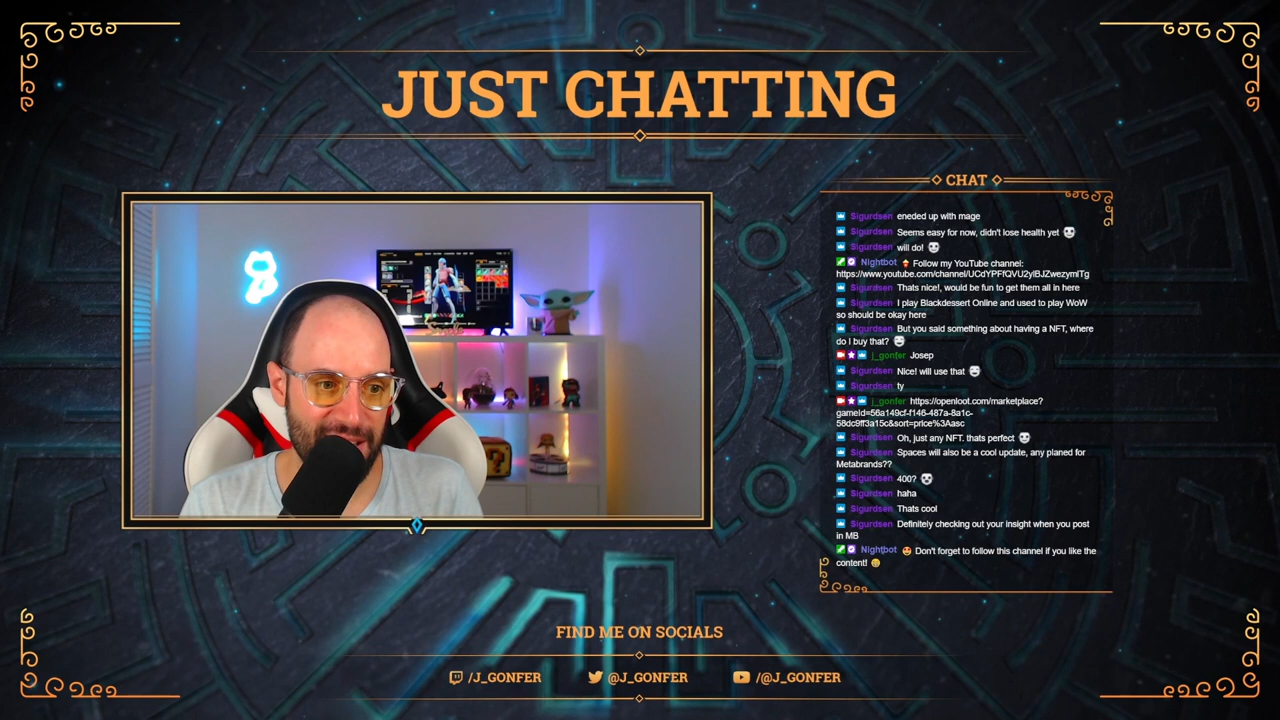 JUST CHATTING
CHAT
Sigurdsen eneded up with mage
Sigurdsen Seems easy for now, didn't lose health yet
Sigurdsen will do!
Nightbot Follow my YouTube channel:
Sigurdsen Thats nice!, would be fun to get them all in here
Sigurdsen I play Blackdessert Online and used to play WoW
so should be okay here
Sigurdsen But you said something about having a NFT, where
do I buy that?
j_gonfer Josep
Sigurdsen Nice! will use that
Sigurdsen ty
j_gonfer https://openloot.com/marketplace?
gameId=56a149cf-f146-487a-8a1c-
58dc9ff3a15c&sort=price%3Aasc
Sigurdsen Oh, just any NFT. thats perfect
Sigurdsen Spaces will also be a cool update, any planed for
Metabrands??
Sigurdsen 400?
Sigurdsen haha
Sigurdsen Thats cool
Sigurdsen Definitely checking out your insight when you post
in MB
Nightbot Don't forget to follow this channel if you like the
content!
FIND ME ON SOCIALS
/J_GONFER @J_GONFER /@J_GONFER